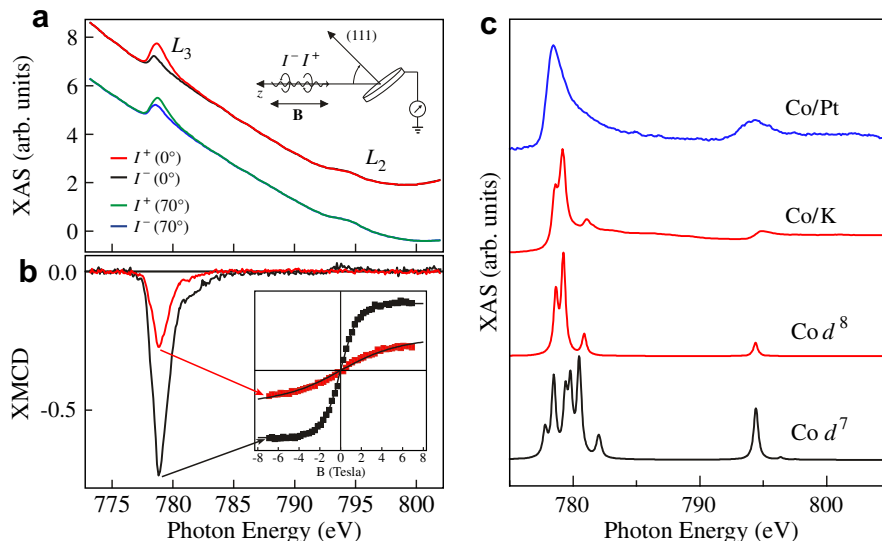 a
8
6
4
2
0
XAS (arb. units)
L3
L2
(111)
I⁻ I⁺
z
B
I⁺ (0°)
I⁻ (0°)
I⁺ (70°)
I⁻ (70°)
b
0.0
-0.5
XMCD
-8 -6 -4 -2 0 2 4 6 8
B (Tesla)
775 780 785 790 795 800
Photon Energy (eV)
c
XAS (arb. units)
Co/Pt
Co/K
Co d⁸
Co d⁷
780 790 800
Photon Energy (eV)